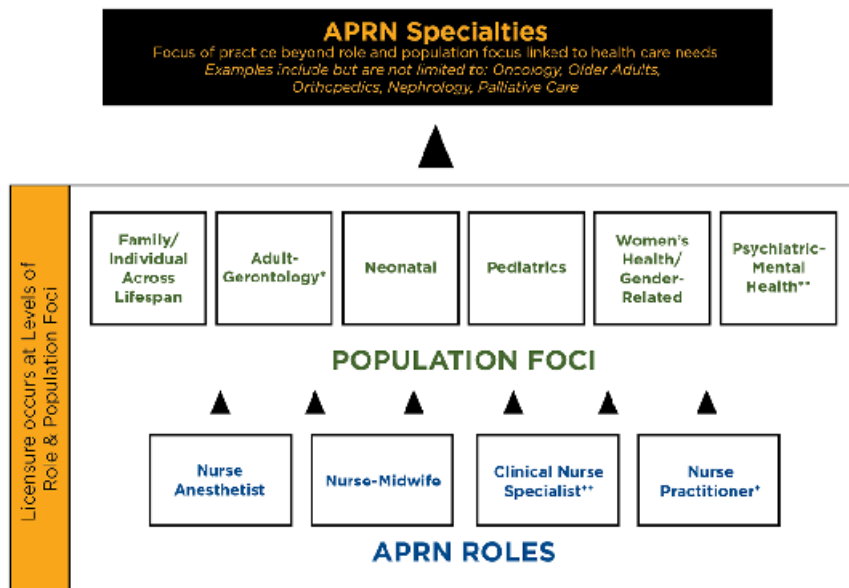 APRN Specialties
Focus of practice beyond role and population focus linked to health care needs
Examples include but are not limited to: Oncology, Older Adults,
Orthopedics, Nephrology, Palliative Care
Licensure occurs at Levels of
Role & Population Foci
Family/
Individual
Across
Lifespan
Adult-
Gerontology*
Neonatal
Pediatrics
Women's
Health/
Gender-
Related
Psychiatric-
Mental
Health**
POPULATION FOCI
Nurse
Anesthetist
Nurse-Midwife
Clinical Nurse
Specialist++
Nurse
Practitioner+
APRN ROLES